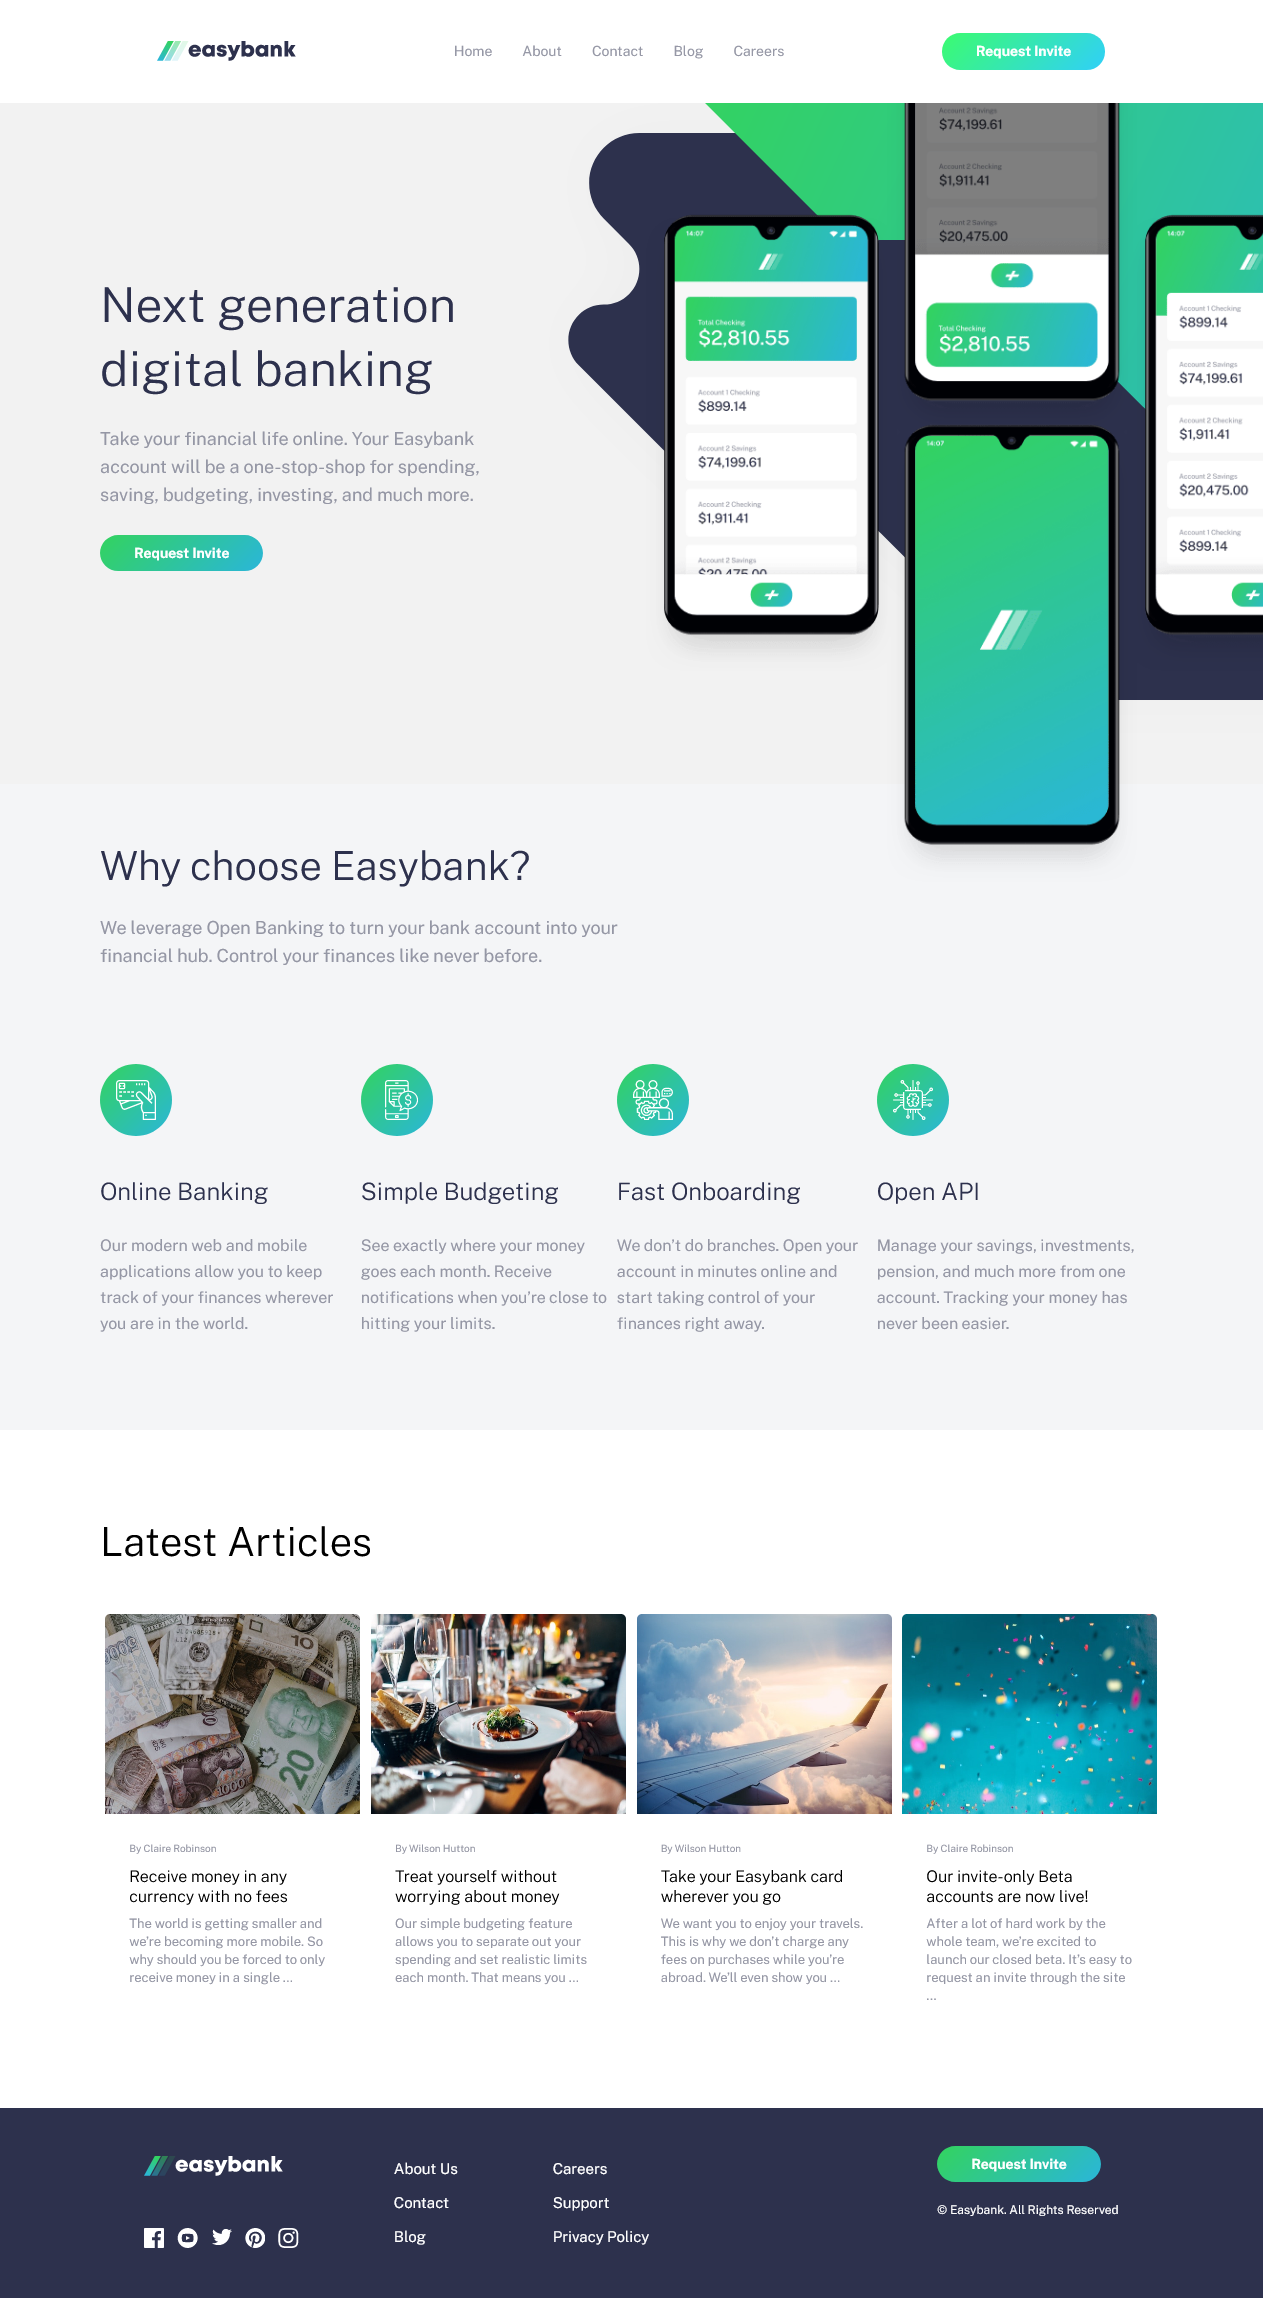 easybank
Home
About
Contact
Blog
Careers
Request Invite
Next generation
digital banking
Take your financial life online. Your Easybank
account will be a one-stop-shop for spending,
saving, budgeting, investing, and much more.
Request Invite
14:07
Total Checking
$2,810.55
Account 1 Checking
$899.14
Account 2 Savings
$74,199.61
Account 2 Checking
$1,911.41
Account 2 Savings
$20,475.00
Account 2 Savings
$74,199.61
Account 2 Checking
$1,911.41
Account 2 Savings
$20,475.00
Total Checking
$2,810.55
14:07
14:07
Account 1 Checking
$899.14
Account 2 Savings
$74,199.61
Account 2 Checking
$1,911.41
Account 2 Savings
$20,475.00
Account 1 Checking
$899.14
Why choose Easybank?
We leverage Open Banking to turn your bank account into your
financial hub. Control your finances like never before.
Online Banking
Our modern web and mobile
applications allow you to keep
track of your finances wherever
you are in the world.
Simple Budgeting
See exactly where your money
goes each month. Receive
notifications when you're close to
hitting your limits.
Fast Onboarding
We don't do branches. Open your
account in minutes online and
start taking control of your
finances right away.
Open API
Manage your savings, investments,
pension, and much more from one
account. Tracking your money has
never been easier.
Latest Articles
10
20
1000
By Claire Robinson
Receive money in any
currency with no fees
The world is getting smaller and
we're becoming more mobile. So
why should you be forced to only
receive money in a single ...
By Wilson Hutton
Treat yourself without
worrying about money
Our simple budgeting feature
allows you to separate out your
spending and set realistic limits
each month. That means you ...
By Wilson Hutton
Take your Easybank card
wherever you go
We want you to enjoy your travels.
This is why we don't charge any
fees on purchases while you're
abroad. We'll even show you ...
By Claire Robinson
Our invite-only Beta
accounts are now live!
After a lot of hard work by the
whole team, we're excited to
launch our closed beta. It's easy to
request an invite through the site
...
easybank
About Us
Contact
Blog
Careers
Support
Privacy Policy
Request Invite
© Easybank. All Rights Reserved